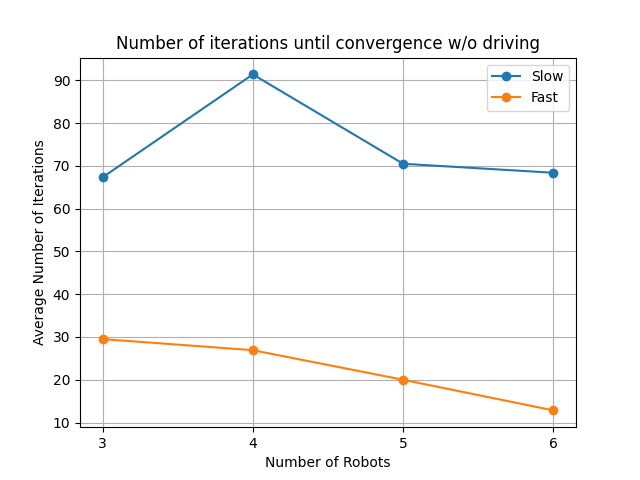 Number of iterations until convergence w/o driving
Slow
Fast
Average Number of Iterations
90
80
70
60
50
40
30
20
10
3
4
5
6
Number of Robots